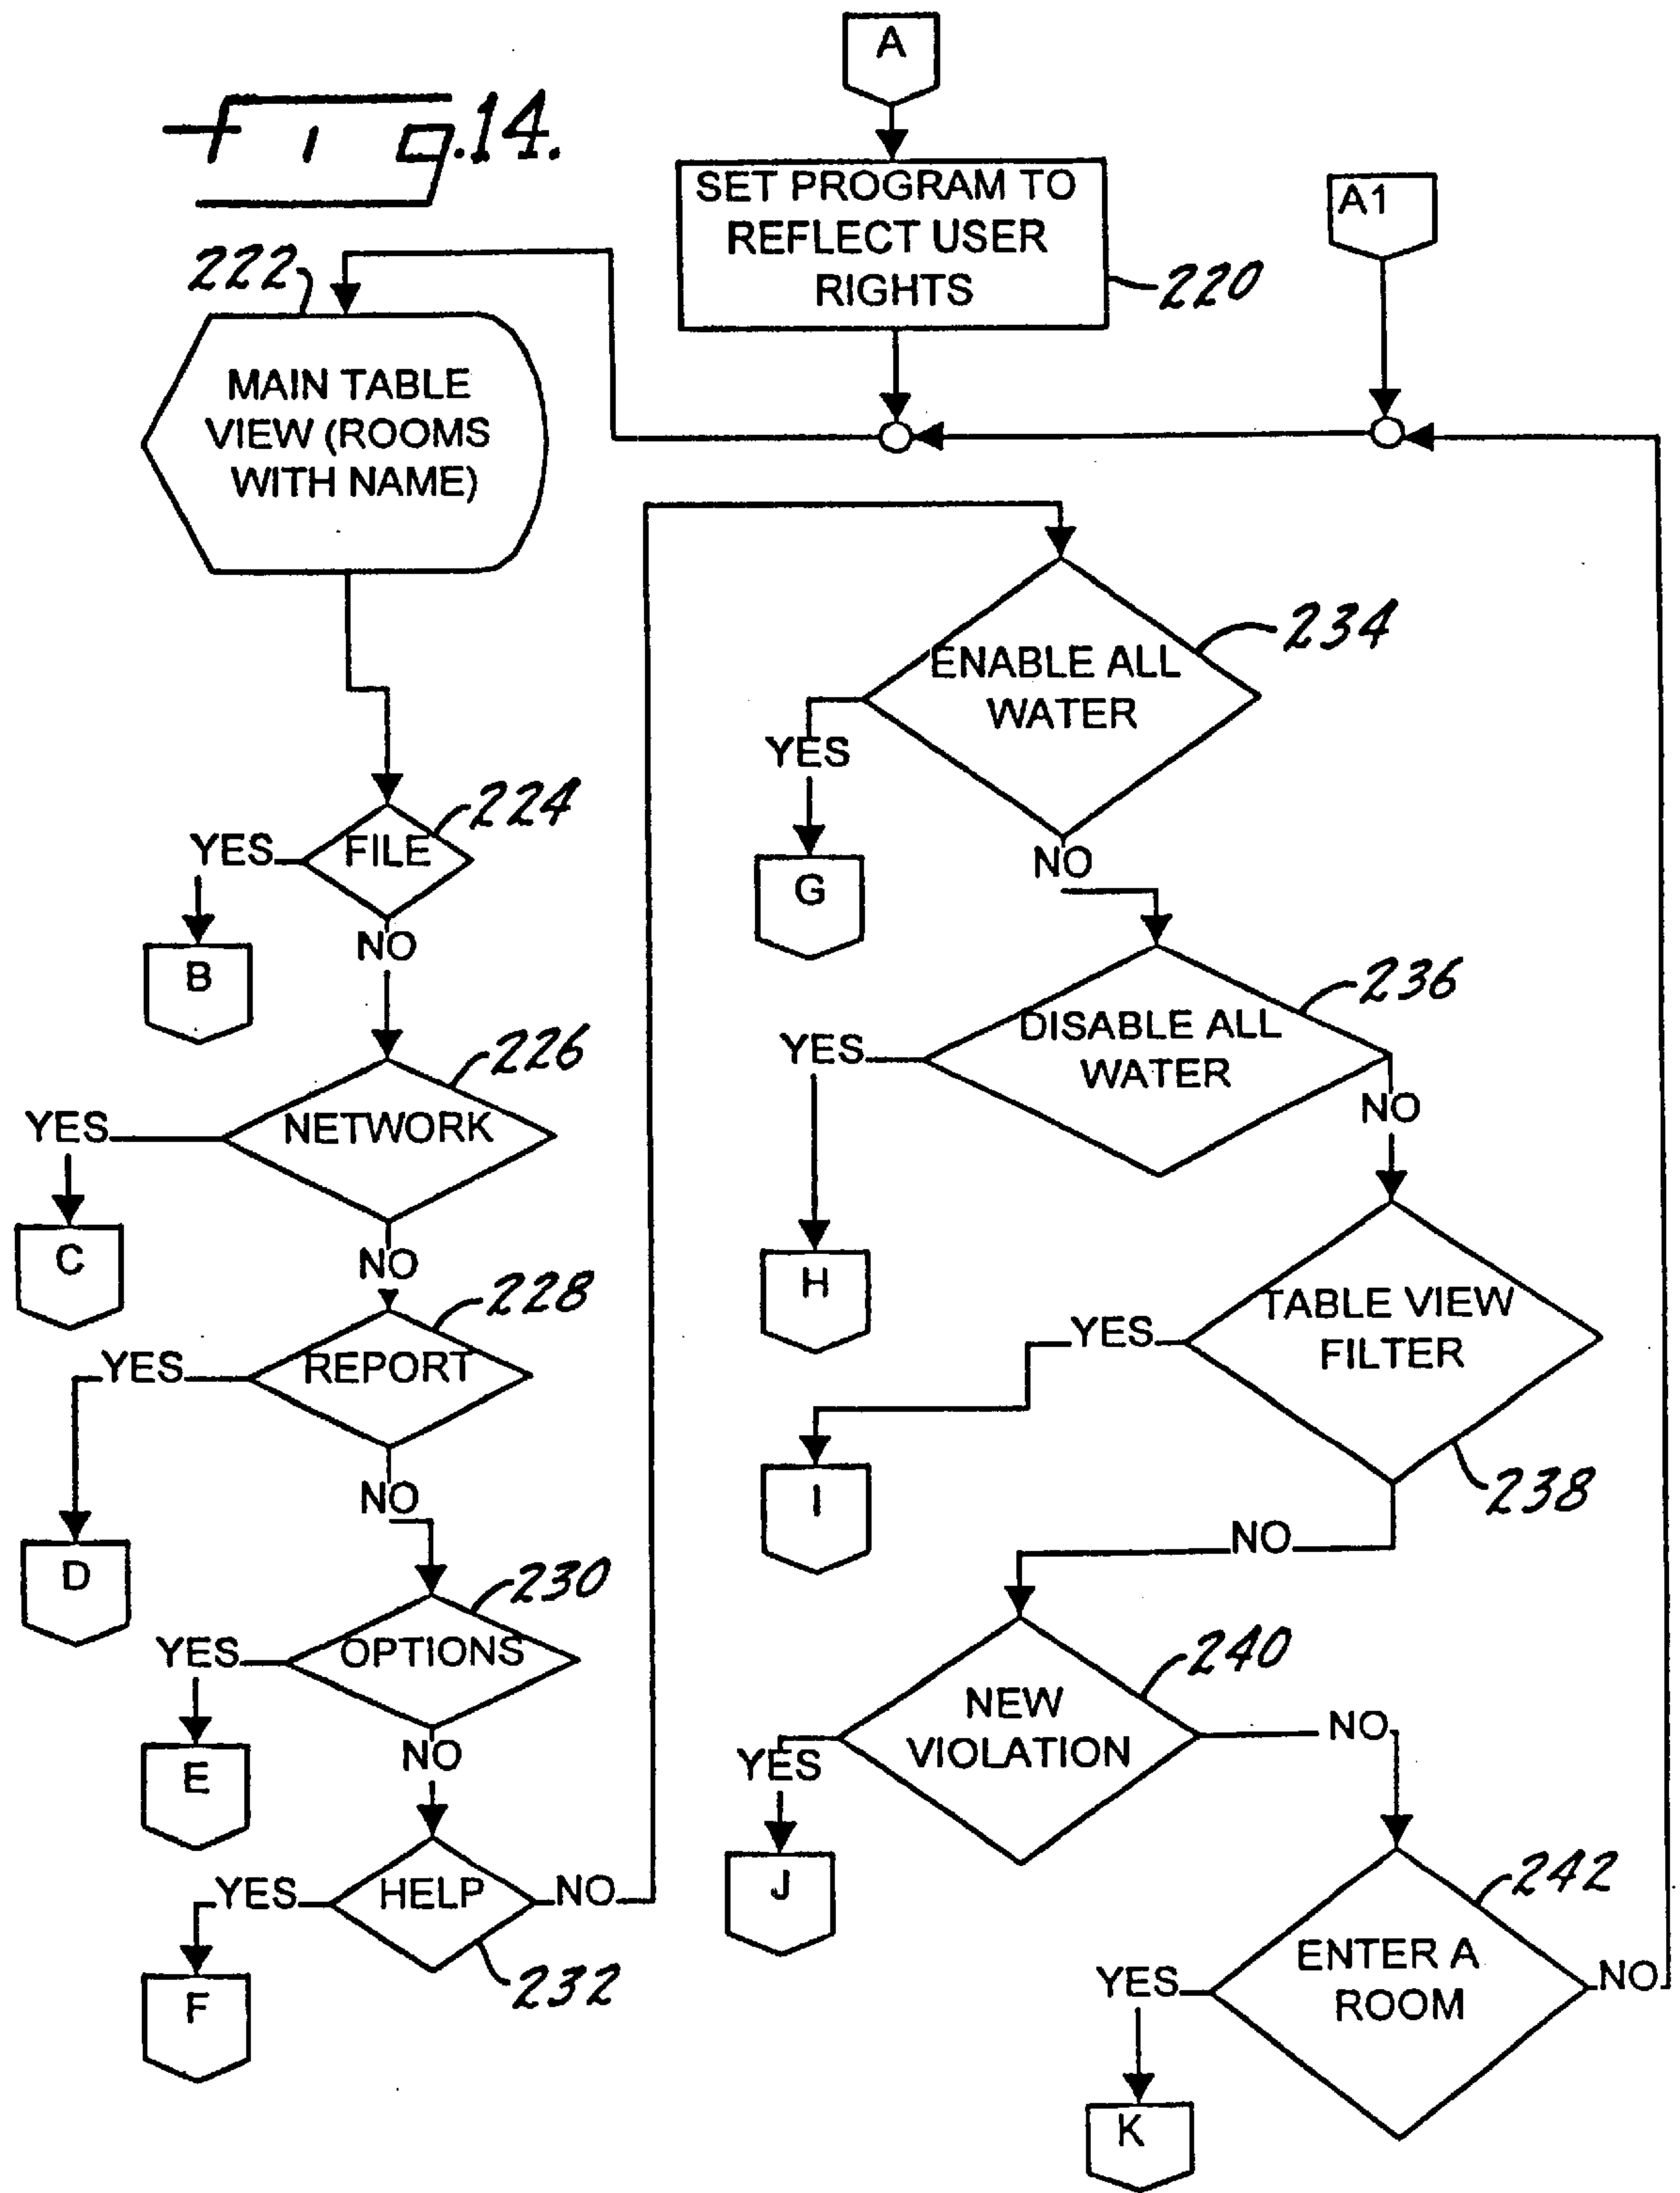 A
Fig.14.
SET PROGRAM TO
REFLECT USER
RIGHTS
220
A1
222
MAIN TABLE
VIEW (ROOMS
WITH NAME)
FILE
224
YES
NO
B
NETWORK
226
YES
NO
C
REPORT
228
YES
NO
D
OPTIONS
230
YES
NO
E
HELP
232
YES
NO
F
ENABLE ALL
WATER
234
YES
NO
G
DISABLE ALL
WATER
236
YES
NO
H
TABLE VIEW
FILTER
238
YES
NO
I
NEW
VIOLATION
240
YES
NO
J
ENTER A
ROOM
242
YES
NO
K